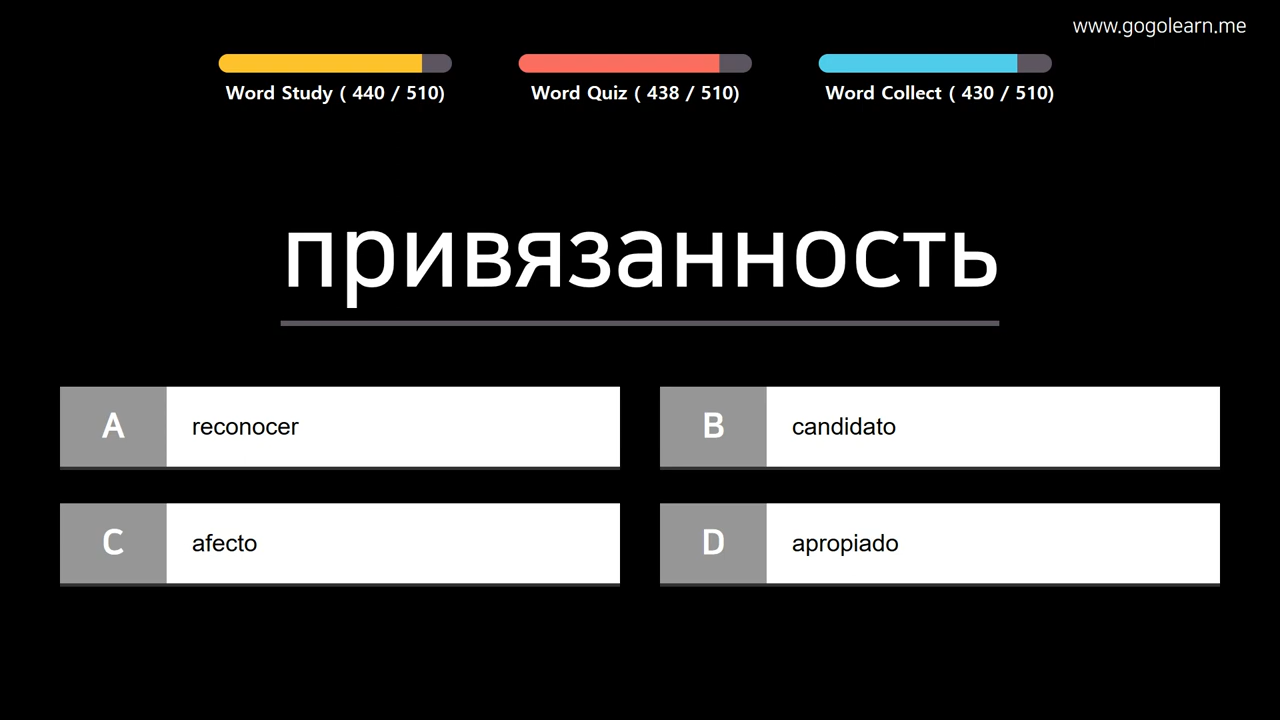 www.gogolearn.me
Word Study ( 440 / 510)
Word Quiz ( 438 / 510)
Word Collect ( 430 / 510)
привязанность
A reconocer
B candidato
C afecto
D apropiado